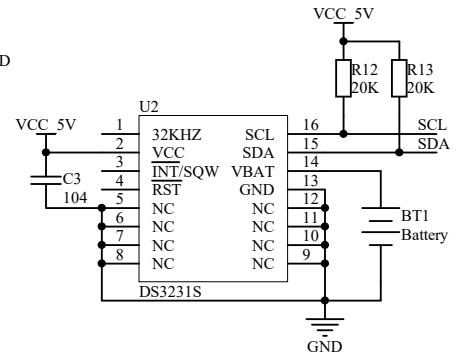 VCC_5V
D
R12 R13
20K 20K
U2
VCC_5V
1 32KHZ SCL 16 SCL
2 VCC SDA 15 SDA
3 INT/SQW VBAT 14
4 RST GND 13
5 NC NC 12
6 NC NC 11
7 NC NC 10
8 NC NC 9
C3
104
BT1
Battery
DS3231S
GND